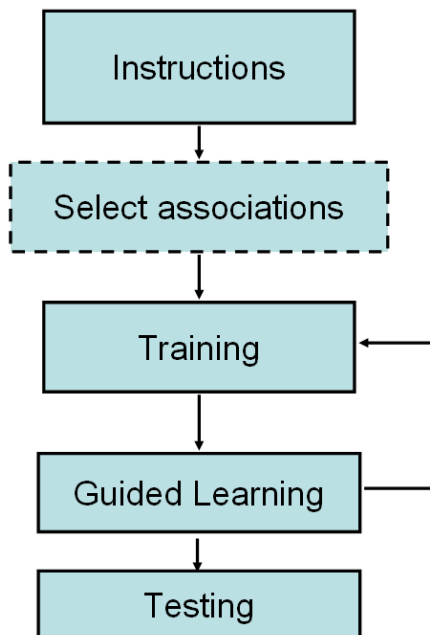 Instructions
Select associations
Training
Guided Learning
Testing